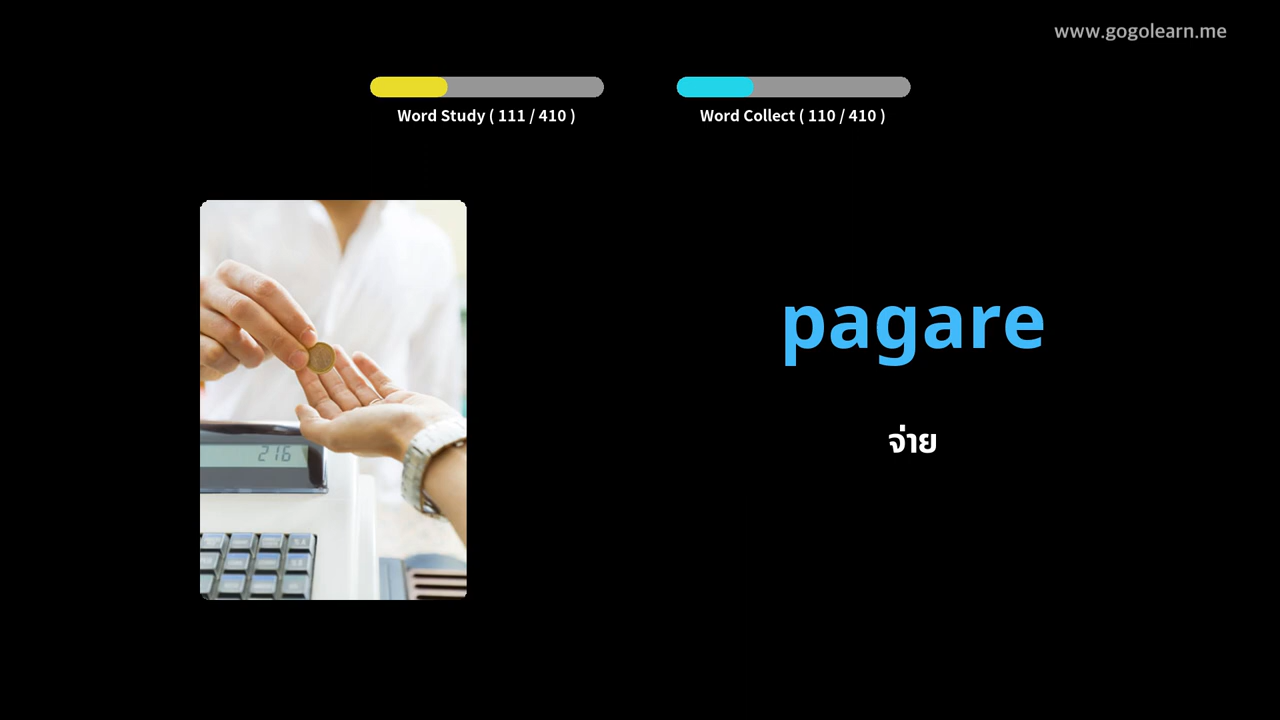 www.gogolearn.me
Word Study ( 111 / 410 )
Word Collect ( 110 / 410 )
216
pagare
จ่าย